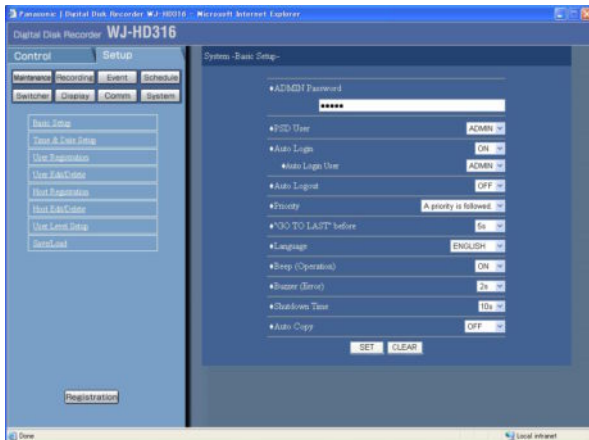 Panasonic | Digital Disk Recorder WJ-HD316 - Microsoft Internet Explorer
Digital Disk Recorder WJ-HD316
Control Setup
Maintenance Recording Event Schedule
Switcher Display Comm System
Basic Setup
Time & Date Setup
User Registration
User Edit/Delete
Host Registration
Host Edit/Delete
User Level Setup
Save/Load
Registration
System -Basic Setup-
♦ADMIN Password
●●●●●
♦PSD User ADMIN
♦Auto Login ON
♦Auto Login User ADMIN
♦Auto Logout OFF
♦Priority A priority is followed.
♦"GO TO LAST" before 5s
♦Language ENGLISH
♦Beep (Operation) ON
♦Buzzer (Error) 2s
♦Shutdown Time 10s
♦Auto Copy OFF
SET CLEAR
Done Local intranet